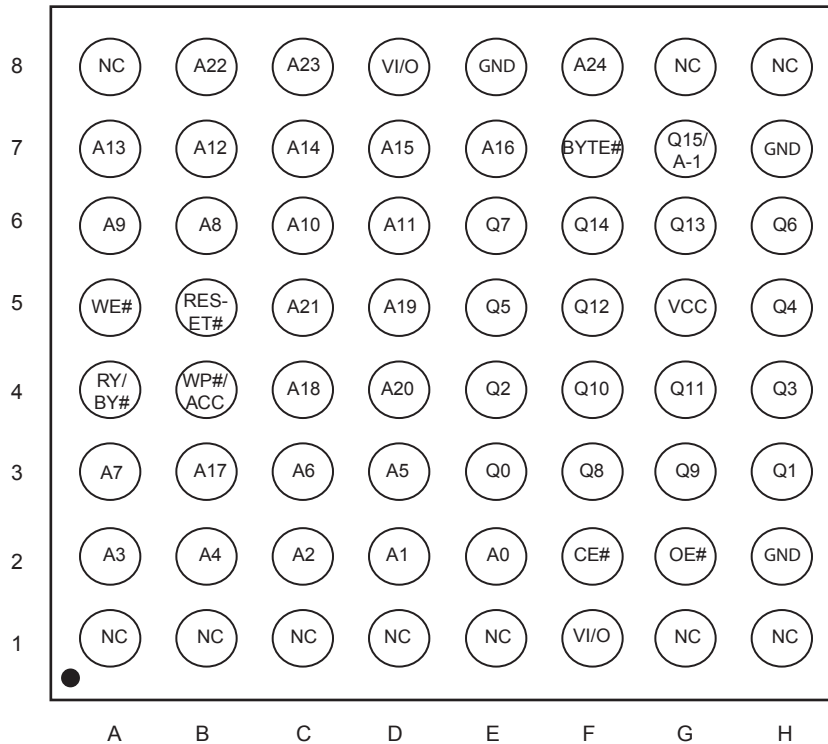 8 NC A22 A23 VI/O GND A24 NC NC
7 A13 A12 A14 A15 A16 BYTE# Q15/
A-1 GND
6 A9 A8 A10 A11 Q7 Q14 Q13 Q6
5 WE# RES-
ET# A21 A19 Q5 Q12 VCC Q4
4 RY/
BY# WP#/
ACC A18 A20 Q2 Q10 Q11 Q3
3 A7 A17 A6 A5 Q0 Q8 Q9 Q1
2 A3 A4 A2 A1 A0 CE# OE# GND
1 NC NC NC NC NC VI/O NC NC
A B C D E F G H